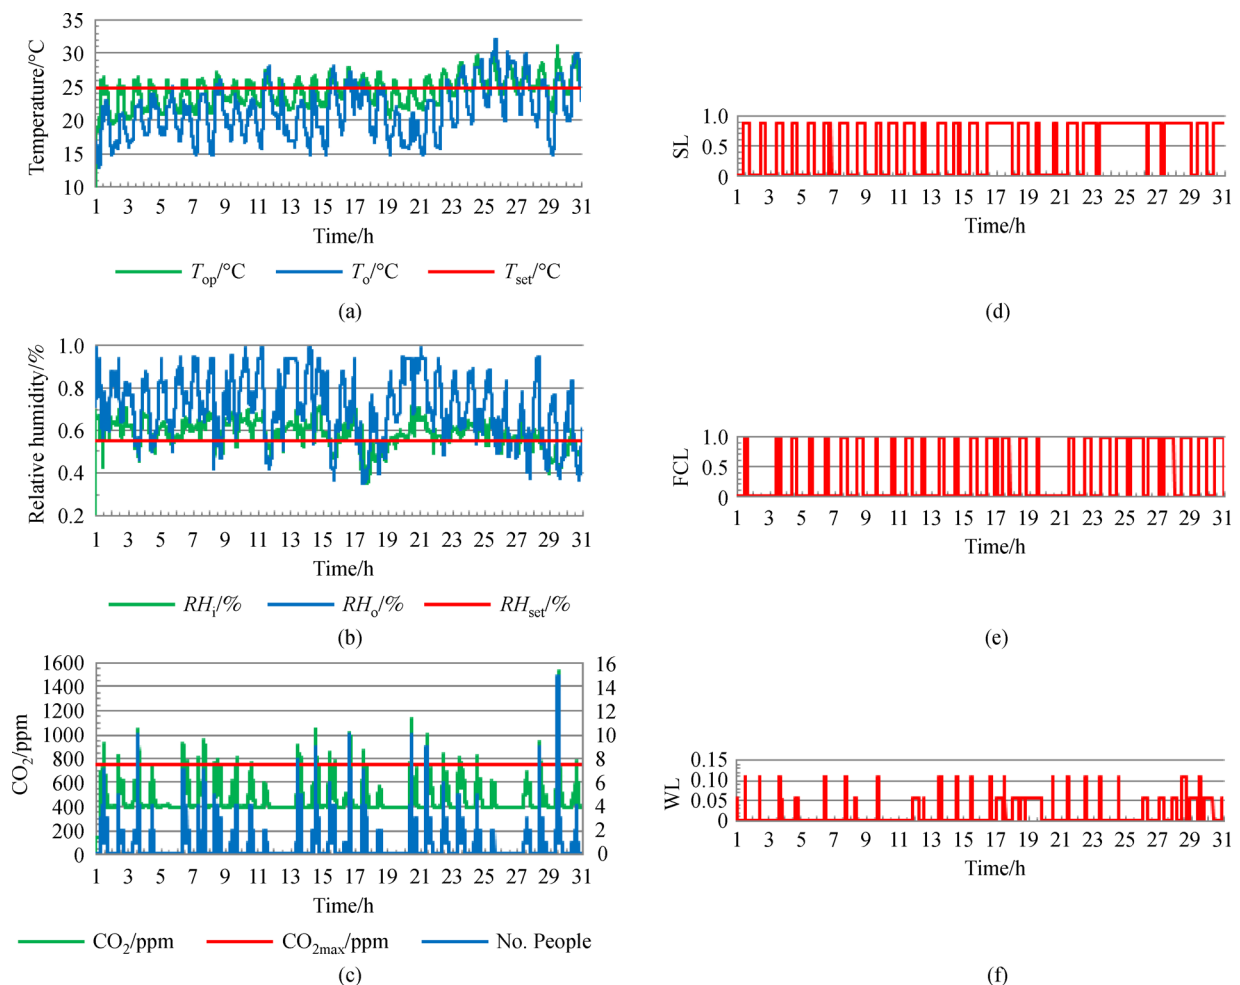 Temperature/°C
35
30
25
20
15
10
1 3 5 7 9 11 13 15 17 19 21 23 25 27 29 31
Time/h
Top/°C To/°C Tset/°C
(a)
Relative humidity/%
1.0
0.8
0.6
0.4
0.2
1 3 5 7 9 11 13 15 17 19 21 23 25 27 29 31
Time/h
RHi/% RHo/% RHset/%
(b)
CO2/ppm
1600 16
1400 14
1200 12
1000 10
800 8
600 6
400 4
200 2
0 0
1 3 5 7 9 11 13 15 17 19 21 23 25 27 29 31
Time/h
CO2/ppm CO2max/ppm No. People
(c)
SL
1.0
0.5
0
1 3 5 7 9 11 13 15 17 19 21 23 25 27 29 31
Time/h
(d)
FCL
1.0
0.5
0
1 3 5 7 9 11 13 15 17 19 21 23 25 27 29 31
Time/h
(e)
WL
0.15
0.10
0.05
0
1 3 5 7 9 11 13 15 17 19 21 23 25 27 29 31
Time/h
(f)